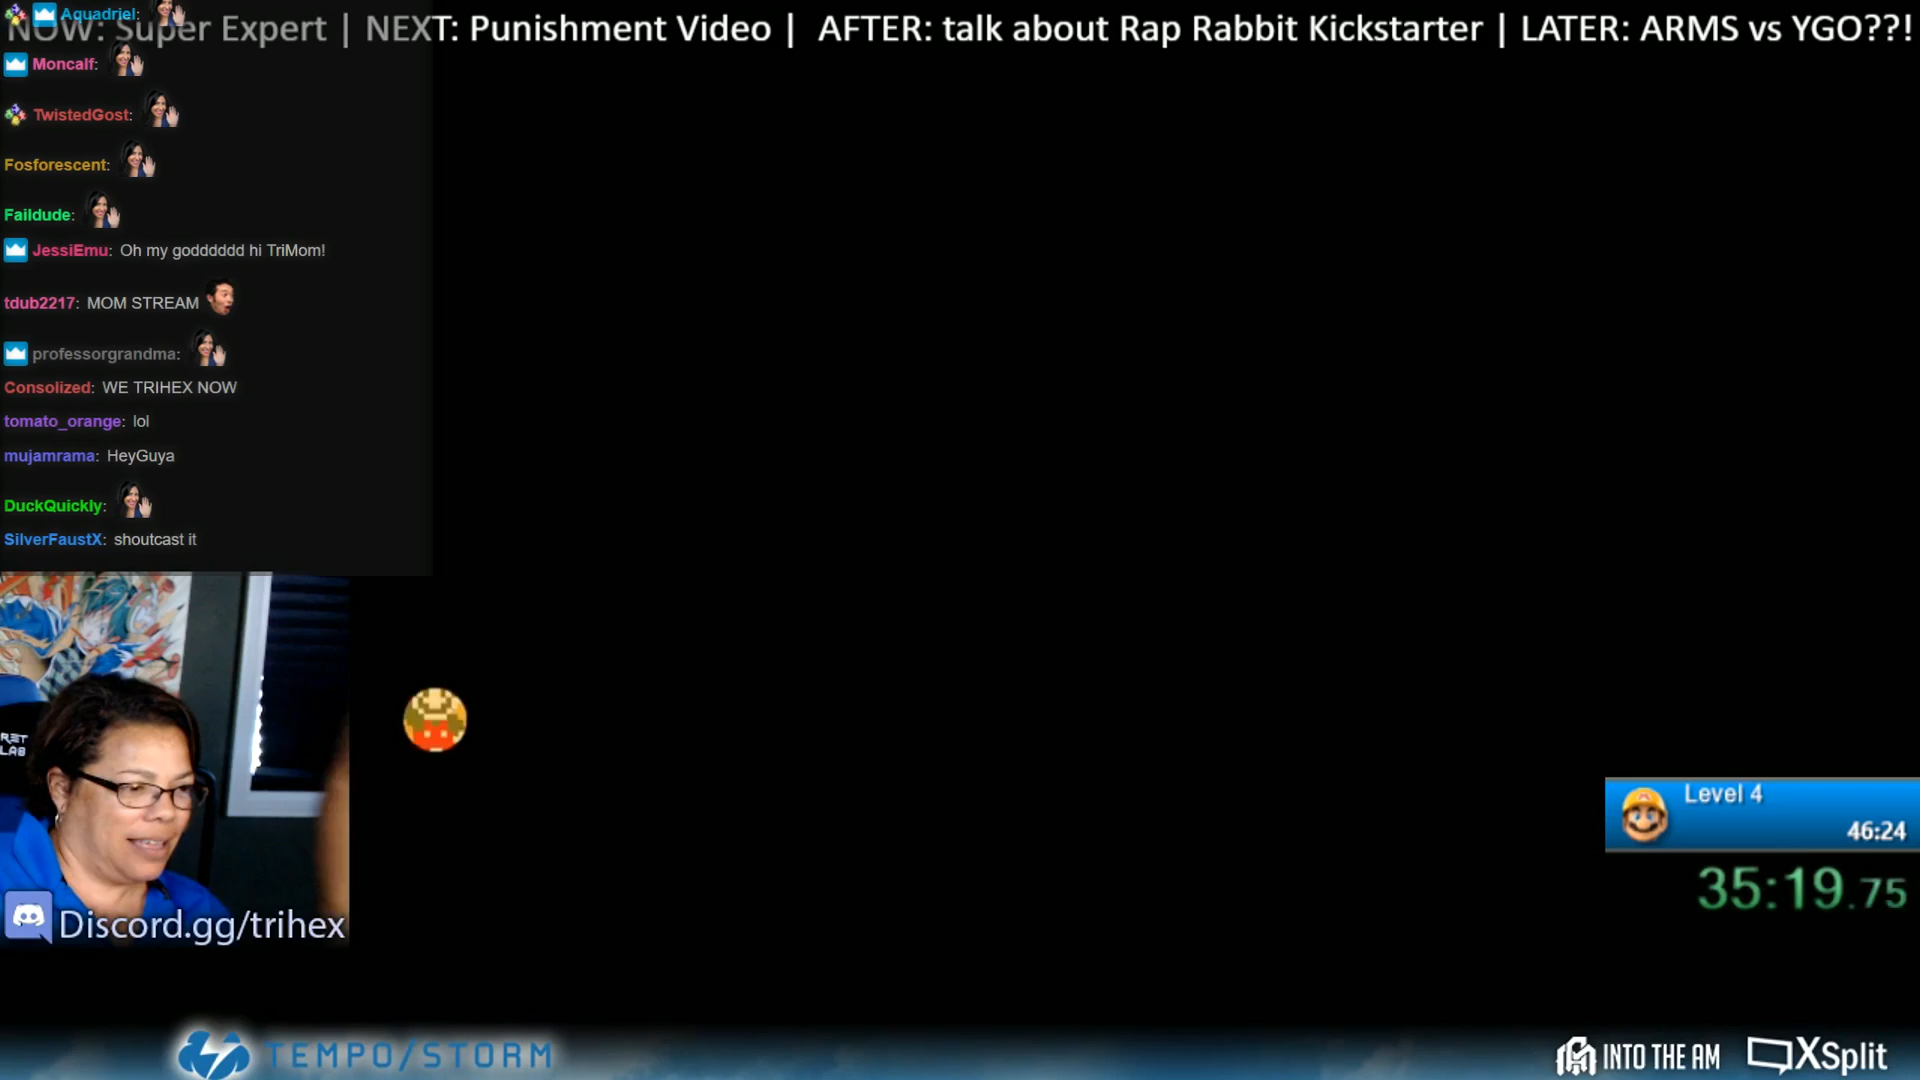 NOW: Super Expert | NEXT: Punishment Video | AFTER: talk about Rap Rabbit Kickstarter | LATER: ARMS vs YGO??!
Aquadriel:
Moncalf:
TwistedGost:
Fosforescent:
Faildude:
JessiEmu: Oh my godddddd hi TriMom!
tdub2217: MOM STREAM
professorgrandma:
Consolized: WE TRIHEX NOW
tomato_orange: lol
mujamrama: HeyGuya
DuckQuickly:
SilverFaustX: shoutcast it
RET
LAB
Discord.gg/trihex
Level 4
46:24
35:19.75
TEMPO/STORM
INTO THE AM
XSplit